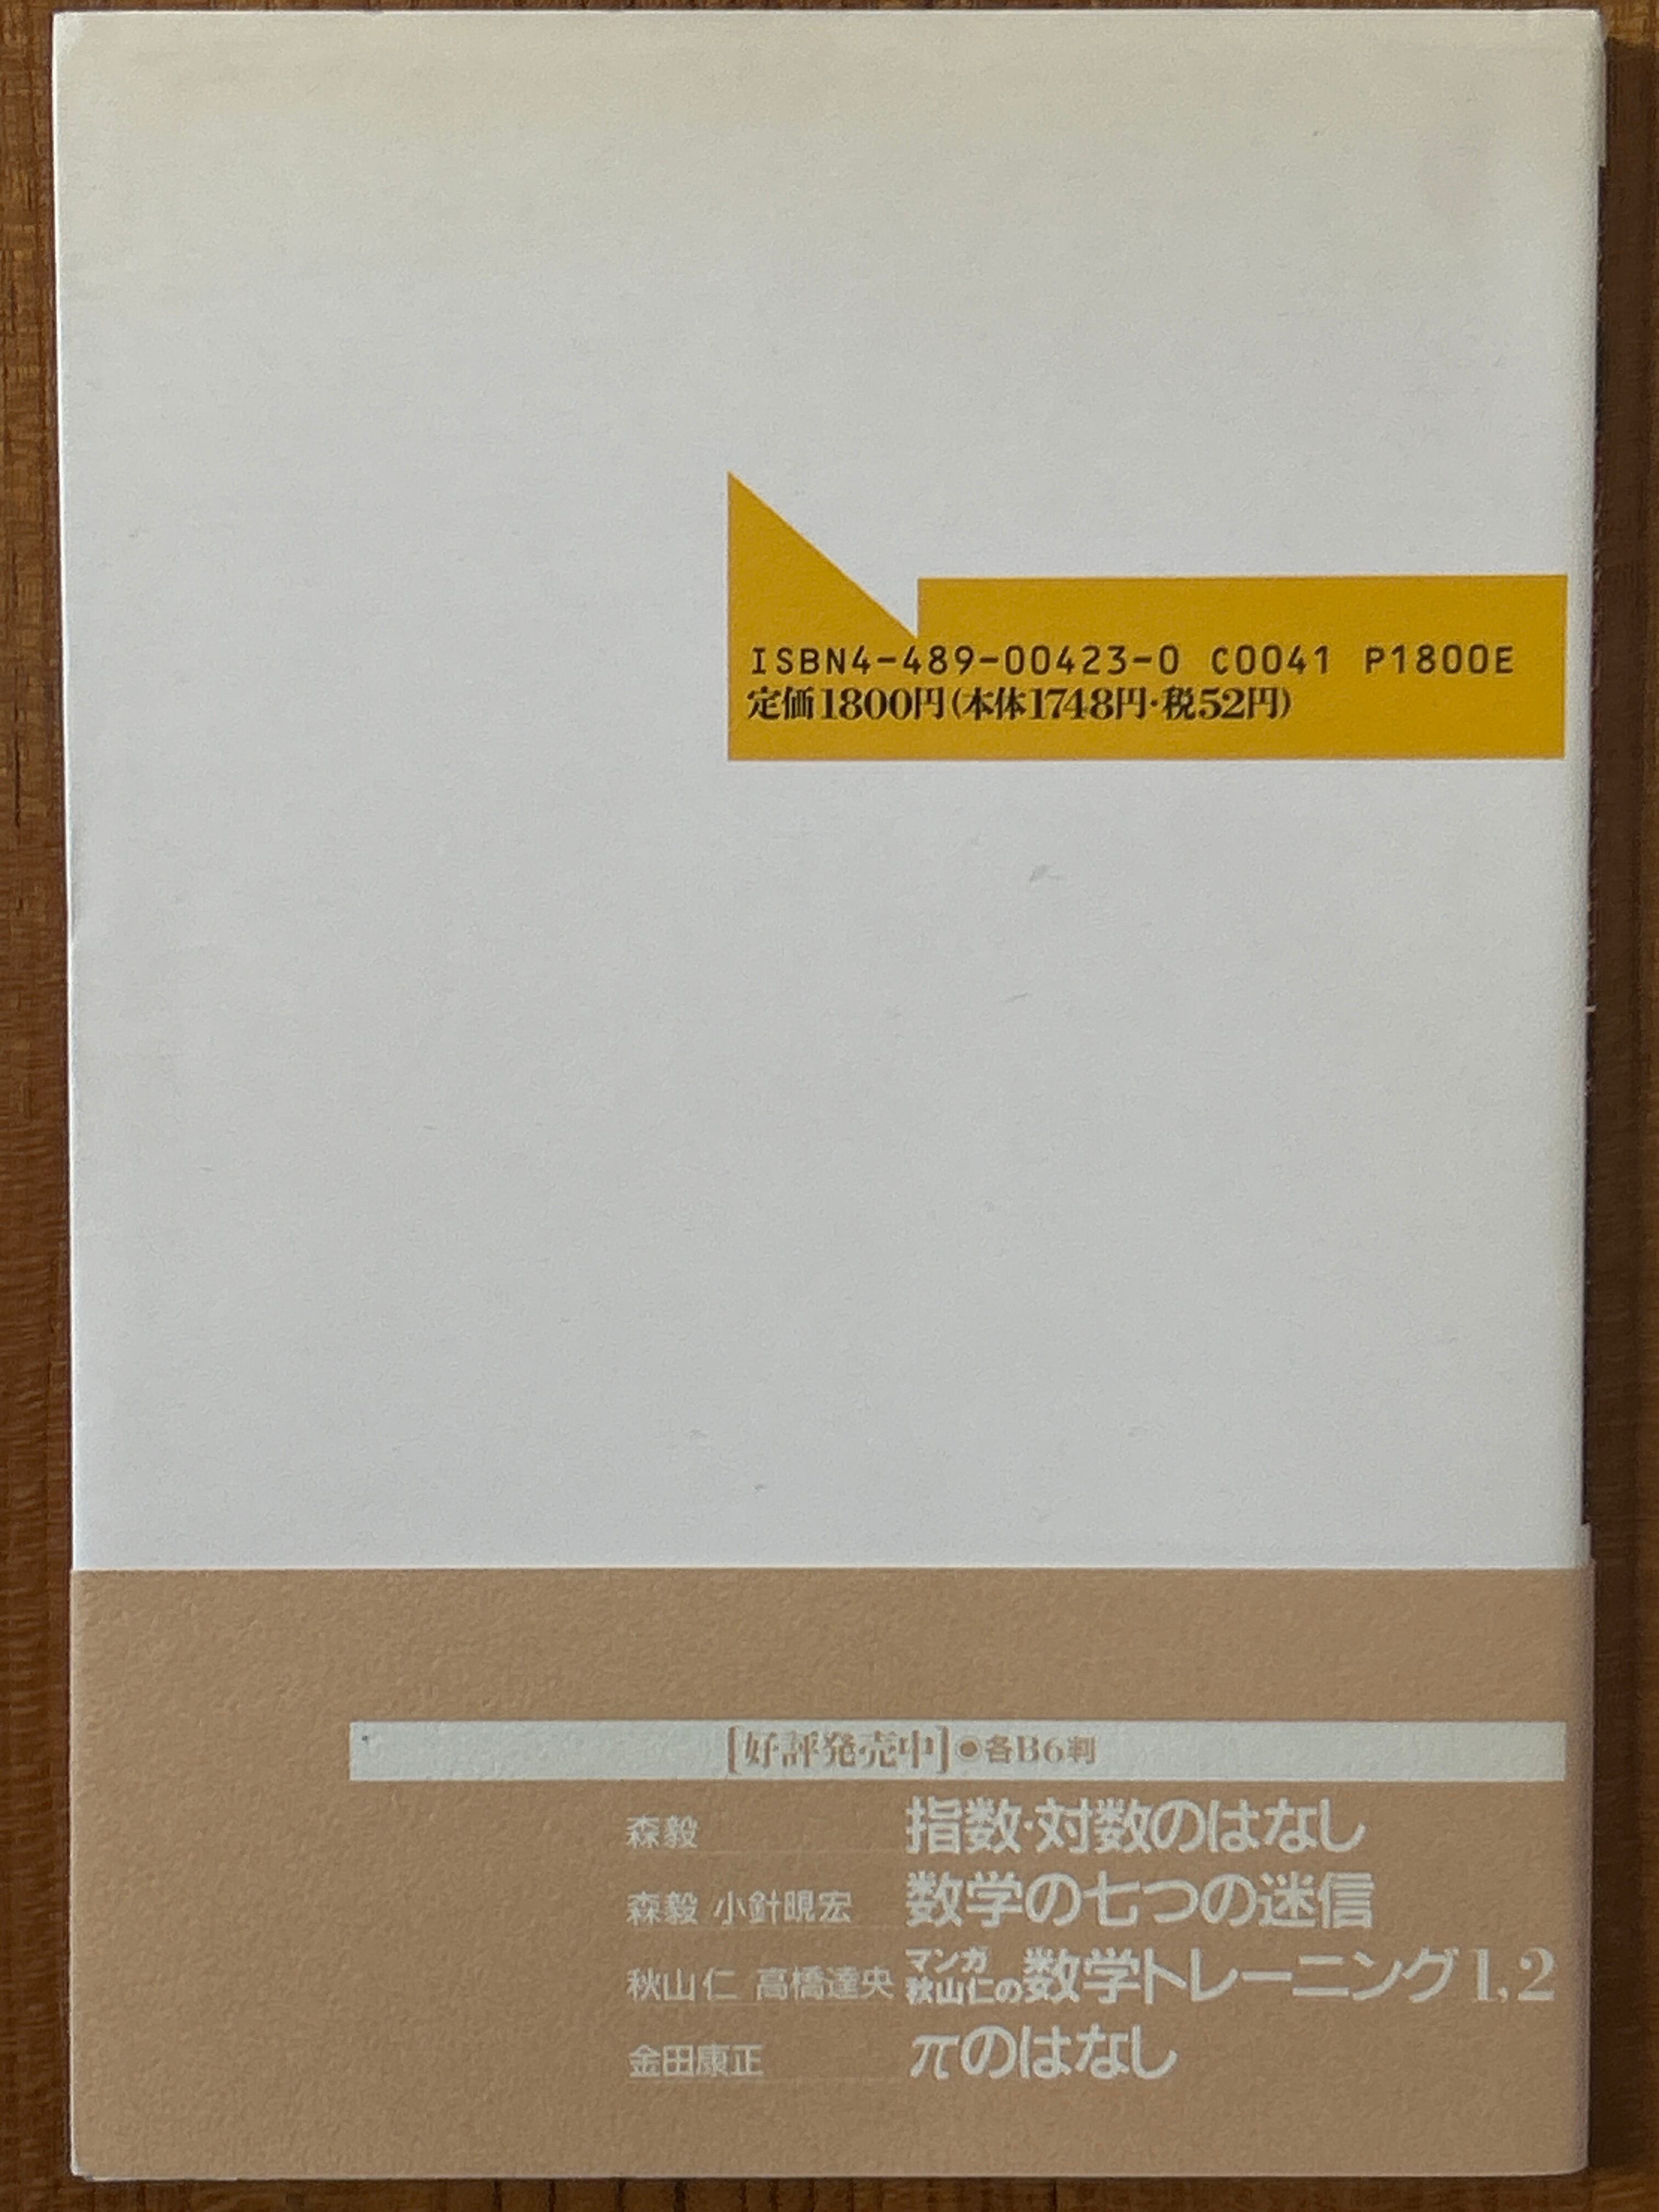 ISBN4-489-00423-0 C0041 P1800E
定価1800円(本体1748円・税52円)
[好評発売中]●各B6判
森毅 指数・対数のはなし
森毅 小針晛宏 数学の七つの迷信
秋山仁 高橋達央 マンガ秋山仁の数学トレーニング1,2
金田康正 πのはなし